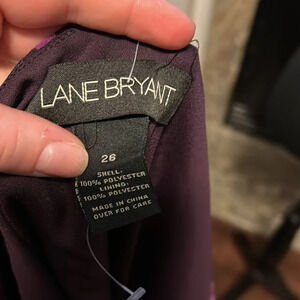 LANE BRYANT
26
SHELL:
100% POLYESTER
LINING:
100% POLYESTER
MADE IN CHINA
OVER FOR CARE